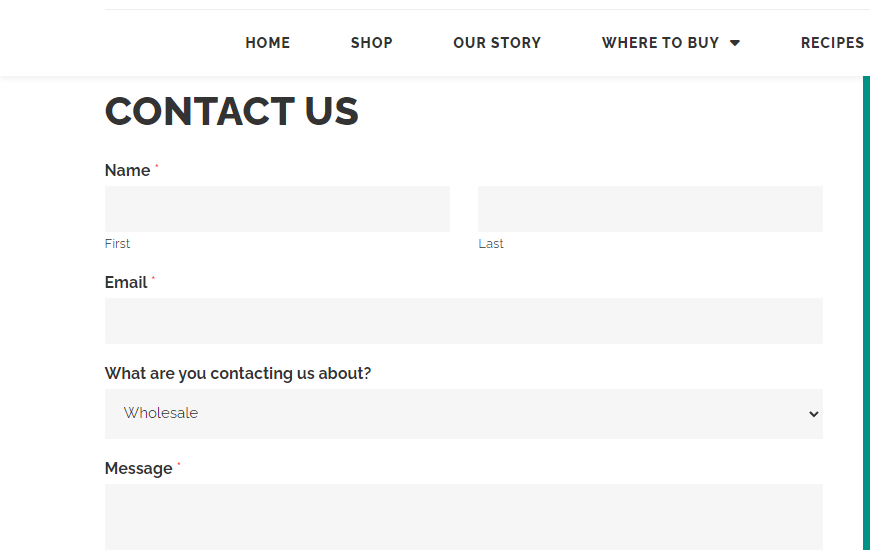 HOME SHOP OUR STORY WHERE TO BUY RECIPES
CONTACT US
Name *
First Last
Email *
What are you contacting us about?
Wholesale
Message *